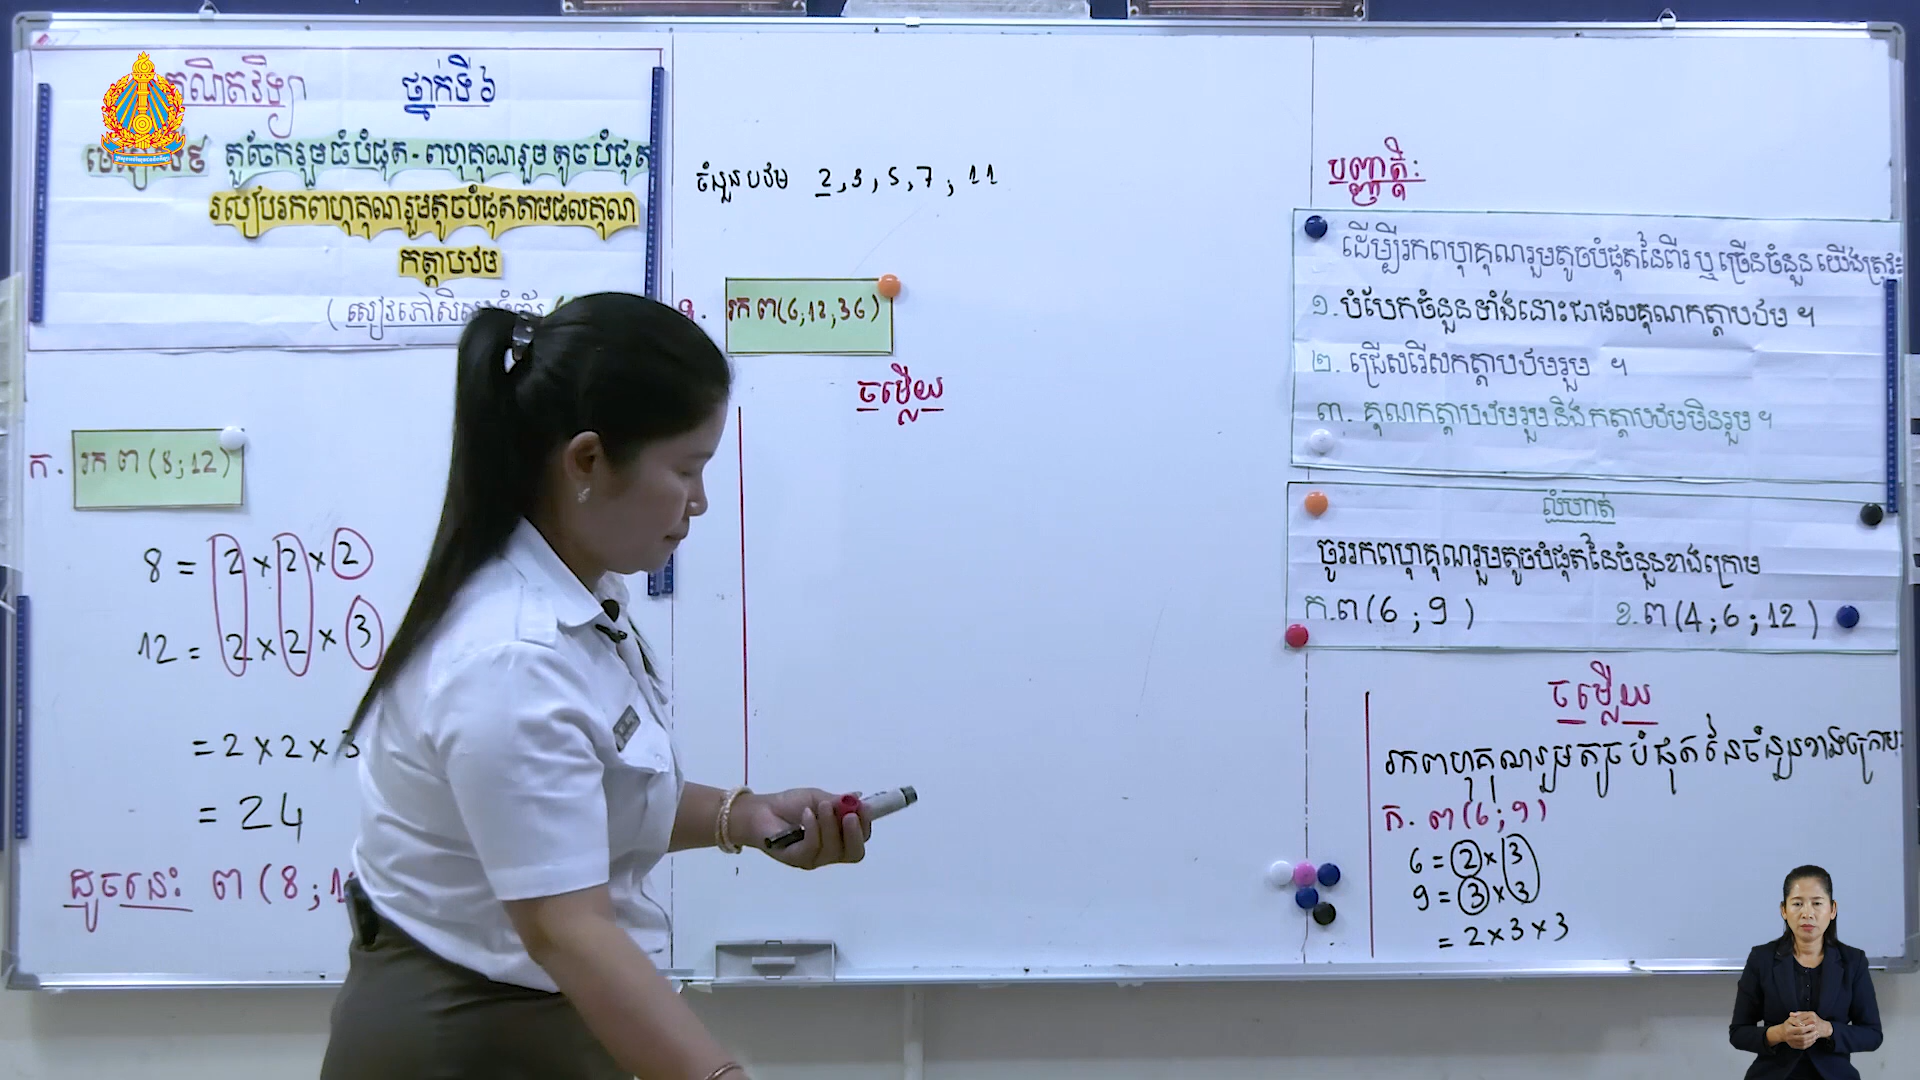 គណិតវិទ្យា ថ្នាក់ទី៦
មេរៀនទី៩ តួចែករួមធំបំផុត-ពហុគុណរួមតូចបំផុត
របៀបរកពហុគុណរួមតូចបំផុតតាមផលគុណ
កត្តាបឋម
(សៀវភៅសិស្ស
ក. រក ព(8;12)
8 = 2×2×2
12 = 2×2×3
=2×2×3
= 24
ដូចនេះ ព(8;1
ចំនួនបឋម 2,3,5,7,11
រក ព(6;12;36)
ចម្លើយ
បញ្ញត្តិ:
ដើម្បីរកពហុគុណរួមតូចបំផុតនៃពីរ ឬ ច្រើនចំនួន យើងត្រូវ:
១.បំបែកចំនួនទាំងនោះជាផលគុណកត្តាបឋម ។
២. ជ្រើសរើសកត្តាបឋមរួម ។
៣. គុណកត្តាបឋមរួម និង កត្តាបឋមមិនរួម ។
លំហាត់
ចូររកពហុគុណរួមតូចបំផុតនៃចំនួនខាងក្រោម
ក.ព(6;9) ខ.ព(4;6;12)
ចម្លើយ
រកពហុគុណរួមតូចបំផុតនៃចំនួនខាងក្រោម:
ក. ព(6;9)
6 = 2×3
9 = 3×3
= 2×3×3